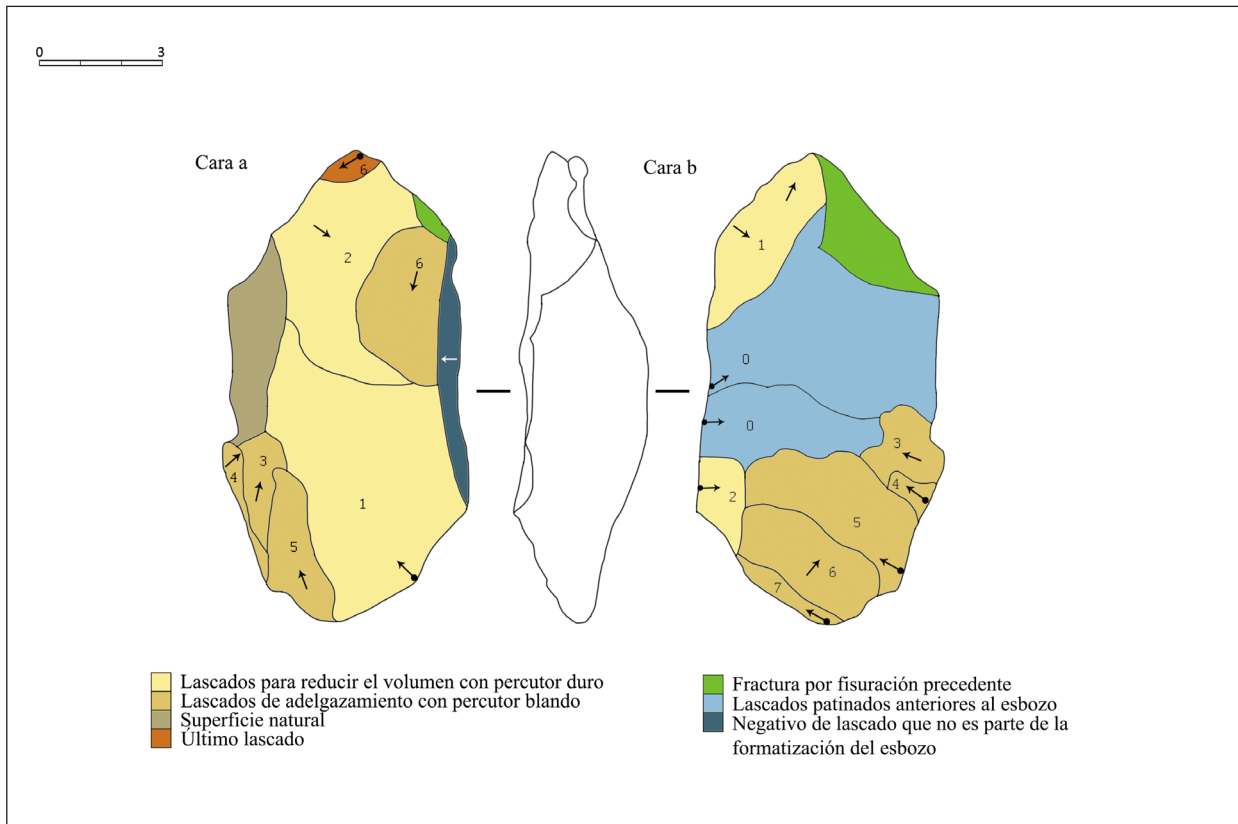 0 3
Cara a
Cara b
6
2
6
1
3
4
5
1
0
0
2
3
4
5
6
7
Lascados para reducir el volumen con percutor duro
Lascados de adelgazamiento con percutor blando
Superficie natural
Último lascado
Fractura por fisuración precedente
Lascados patinados anteriores al esbozo
Negativo de lascado que no es parte de la
formatización del esbozo